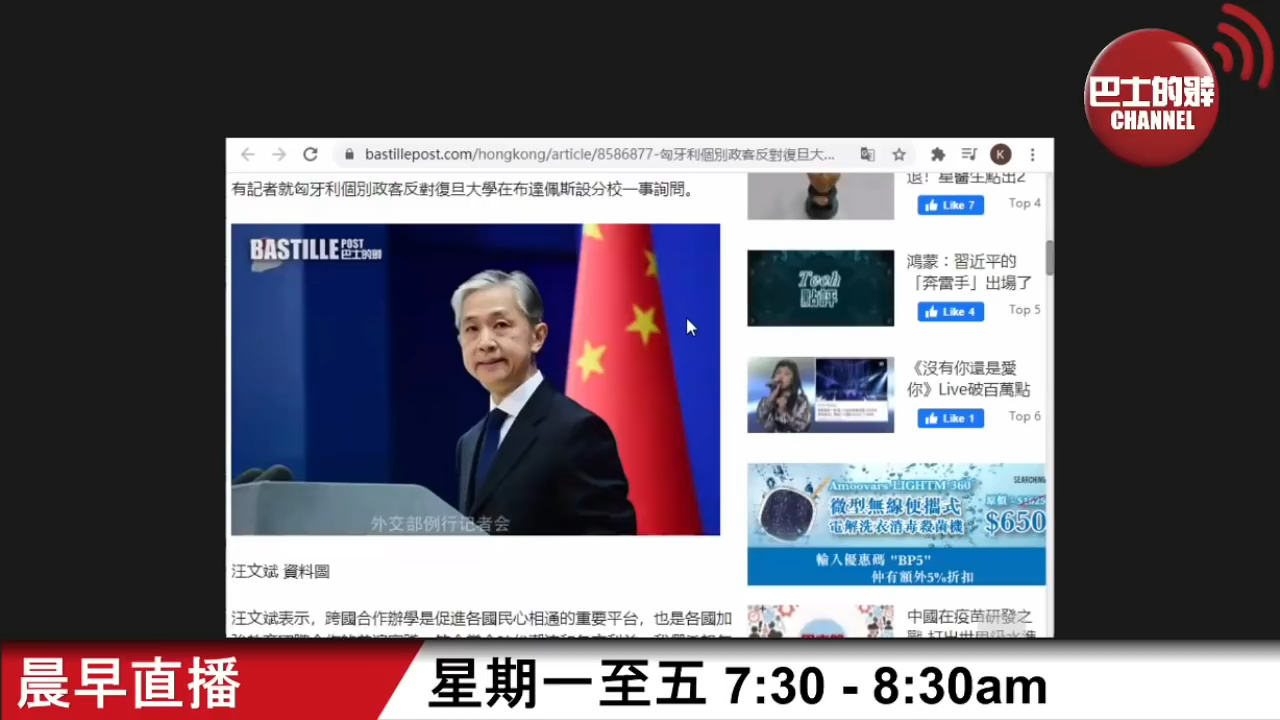 巴士的報
CHANNEL
bastillepost.com/hongkong/article/8586877-匈牙利個別政客反對復旦大...
K
有記者就匈牙利個別政客反對復旦大學在布達佩斯設分校一事詢問。
BASTILLE POST 巴士的報
外交部例行记者会
汪文斌 資料圖
汪文斌表示，跨國合作辦學是促進各國民心相通的重要平台，也是各國加
退！星醫生點出2
Like 7
Top 4
Tech
點評
鴻蒙：習近平的
「奔雷手」出場了
Like 4
Top 5
《沒有你還是愛
你》Live破百萬點
Like 1
Top 6
SEARCHING
Amoovars LIGHTM 360
微型無線便攜式
電解洗衣消毒殺菌機
$650
輸入優惠碼 "BP5"
仲有額外5%折扣
中國在疫苗研發之
晨早直播
星期一至五 7:30 - 8:30am